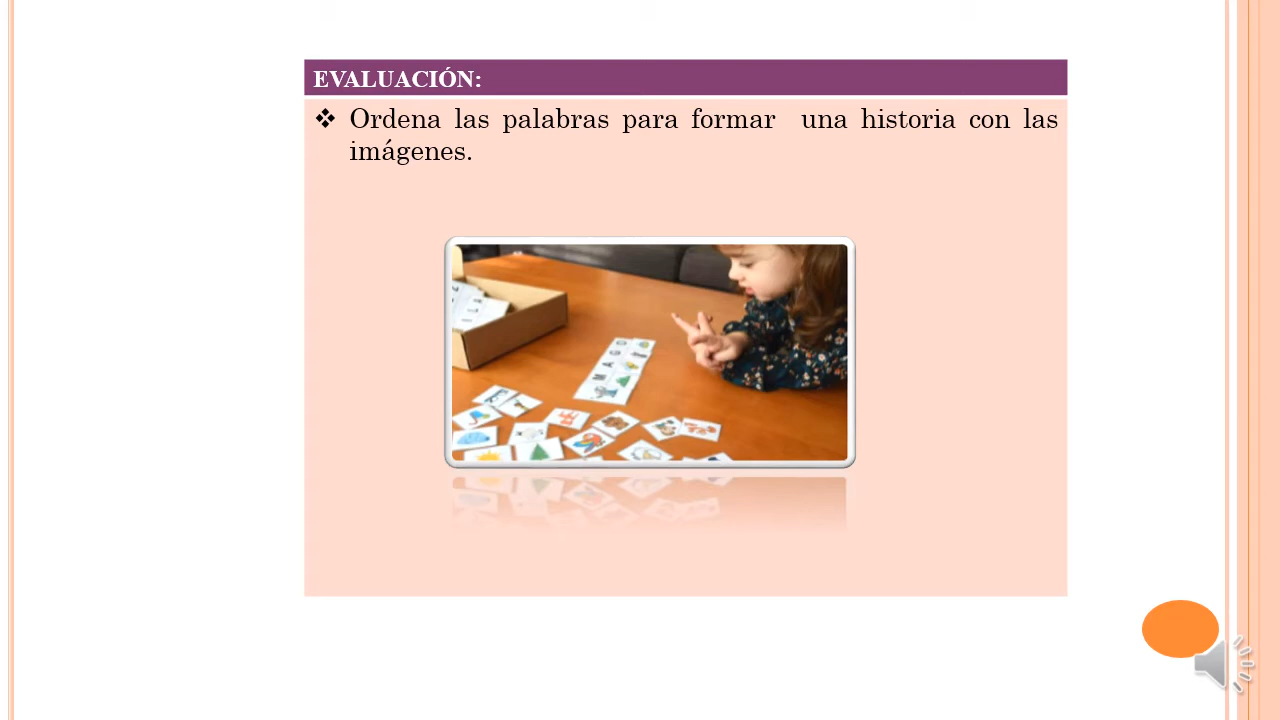 EVALUACIÓN:
❖ Ordena las palabras para formar una historia con las
imágenes.